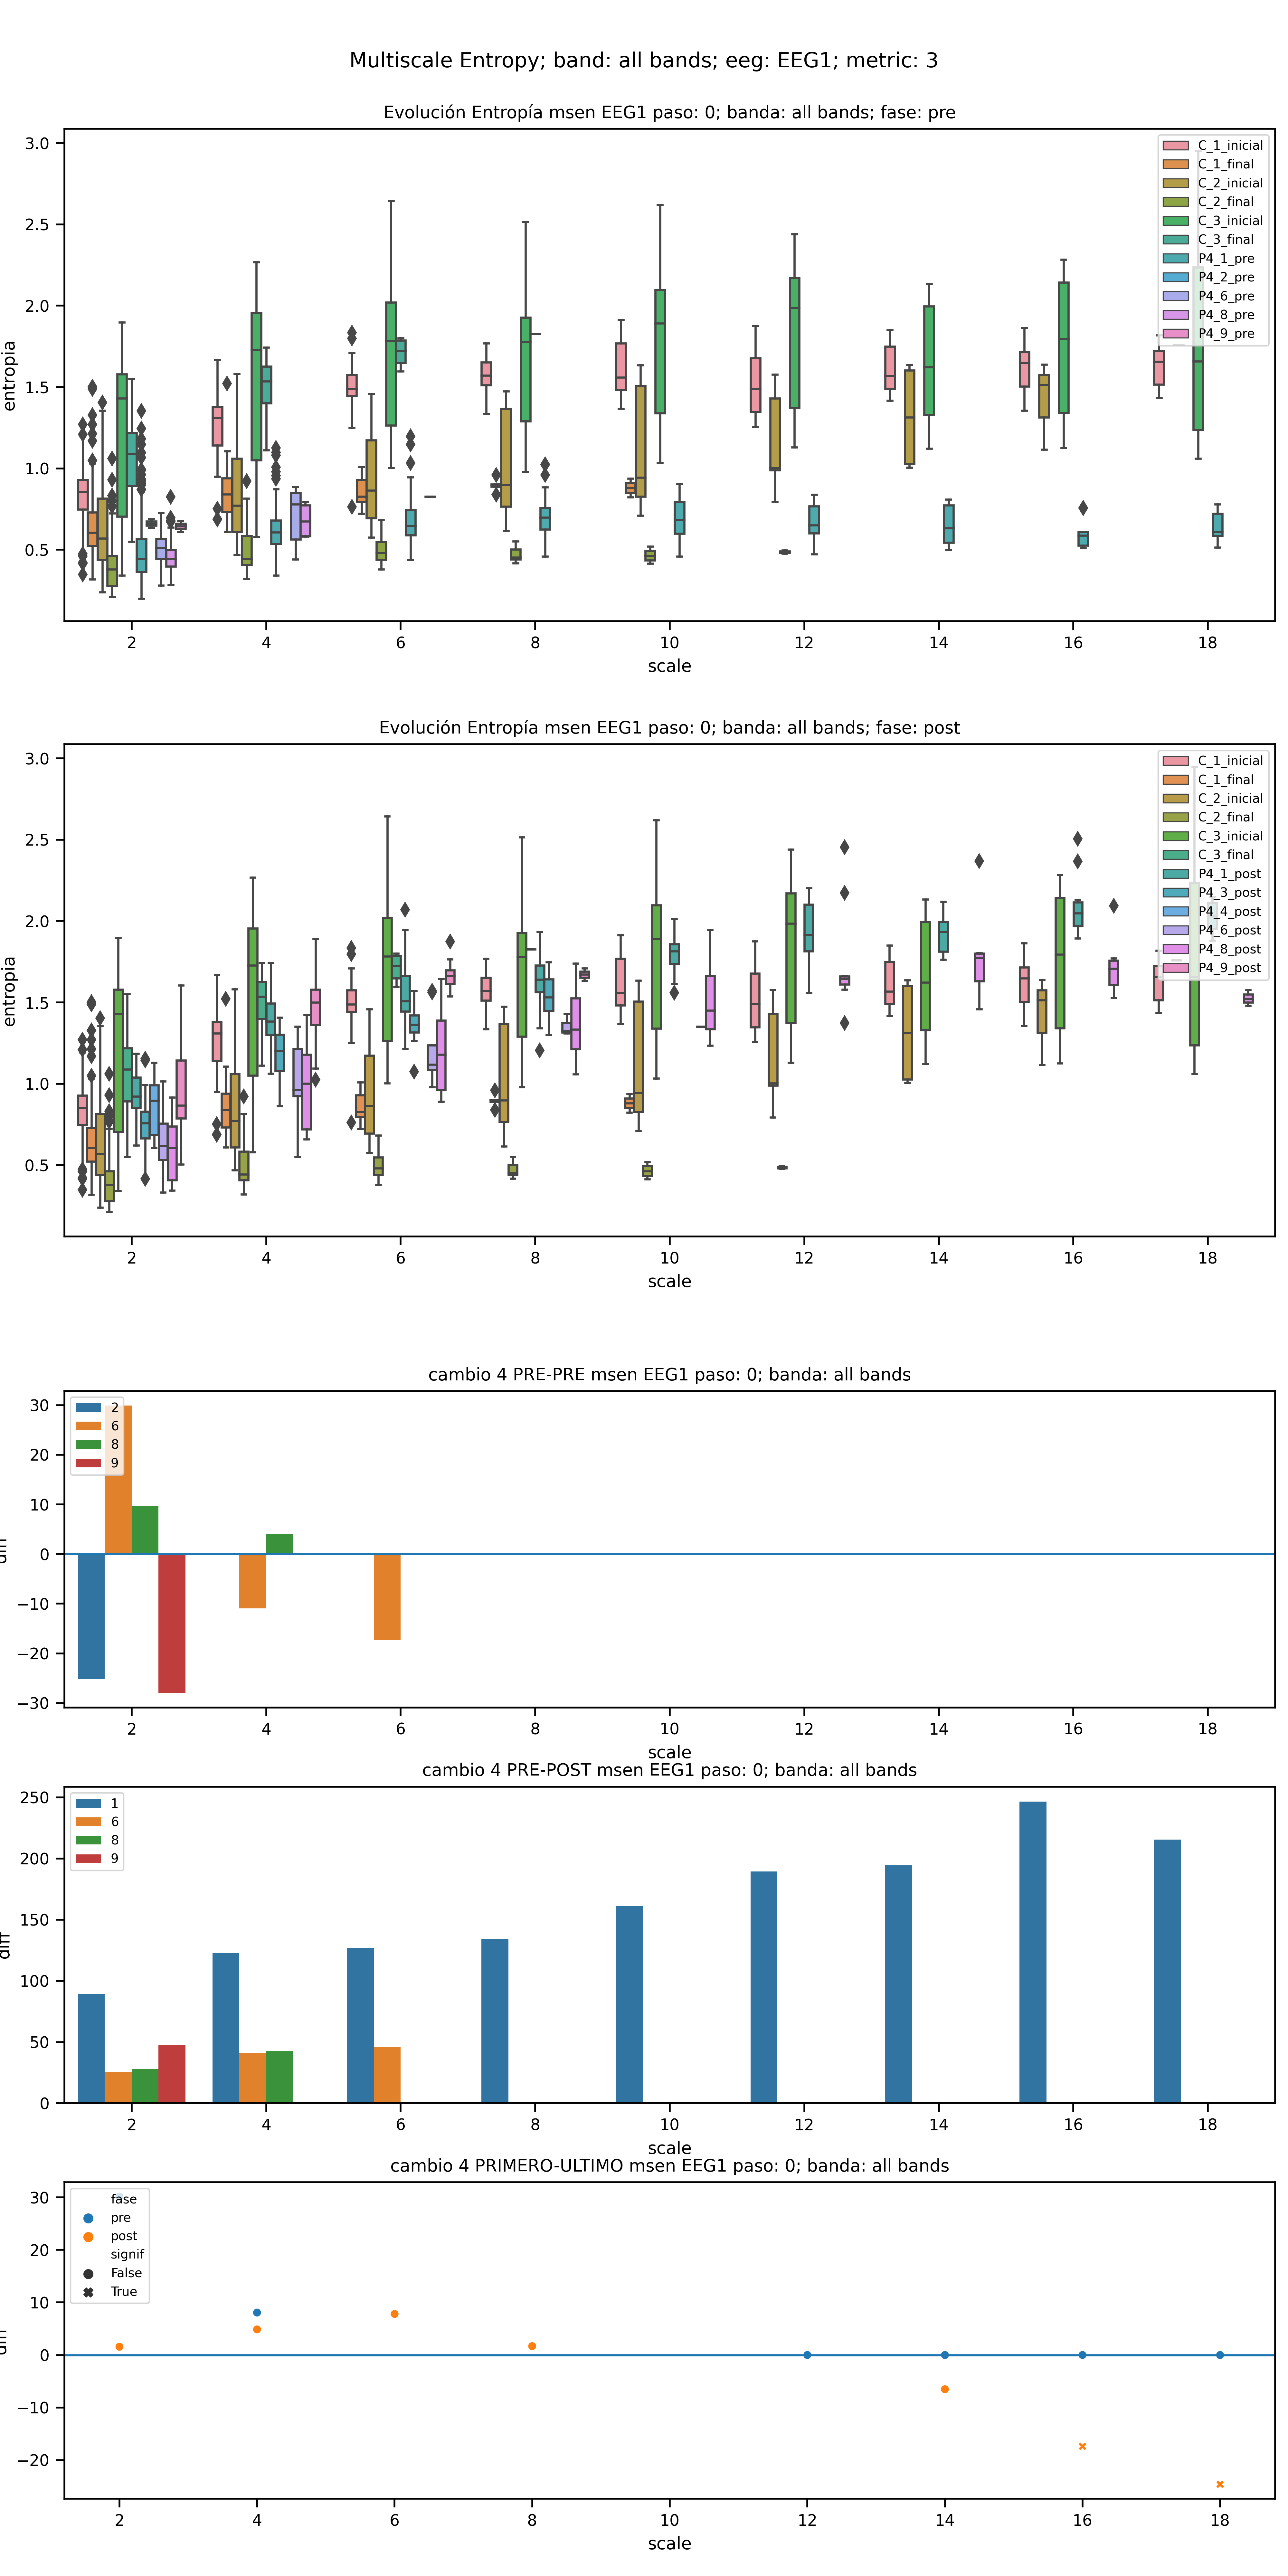 Multiscale Entropy; band: all bands; eeg: EEG1; metric: 3
Evolución Entropía msen EEG1 paso: 0; banda: all bands; fase: pre
3.0
2.5
2.0
1.5
1.0
0.5
entropia
C_1_inicial
C_1_final
C_2_inicial
C_2_final
C_3_inicial
C_3_final
P4_1_pre
P4_2_pre
P4_6_pre
P4_8_pre
P4_9_pre
2 4 6 8 10 12 14 16 18
scale
Evolución Entropía msen EEG1 paso: 0; banda: all bands; fase: post
3.0
2.5
2.0
1.5
1.0
0.5
entropia
C_1_inicial
C_1_final
C_2_inicial
C_2_final
C_3_inicial
C_3_final
P4_1_post
P4_3_post
P4_4_post
P4_6_post
P4_8_post
P4_9_post
2 4 6 8 10 12 14 16 18
scale
cambio 4 PRE-PRE msen EEG1 paso: 0; banda: all bands
30
20
10
0
−10
−20
−30
2
6
8
9
2 4 6 8 10 12 14 16 18
scale
cambio 4 PRE-POST msen EEG1 paso: 0; banda: all bands
250
200
150
100
50
0
diff
1
6
8
9
2 4 6 8 10 12 14 16 18
scale
cambio 4 PRIMERO-ULTIMO msen EEG1 paso: 0; banda: all bands
30
20
10
0
−10
−20
fase
pre
post
signif
False
True
2 4 6 8 10 12 14 16 18
scale